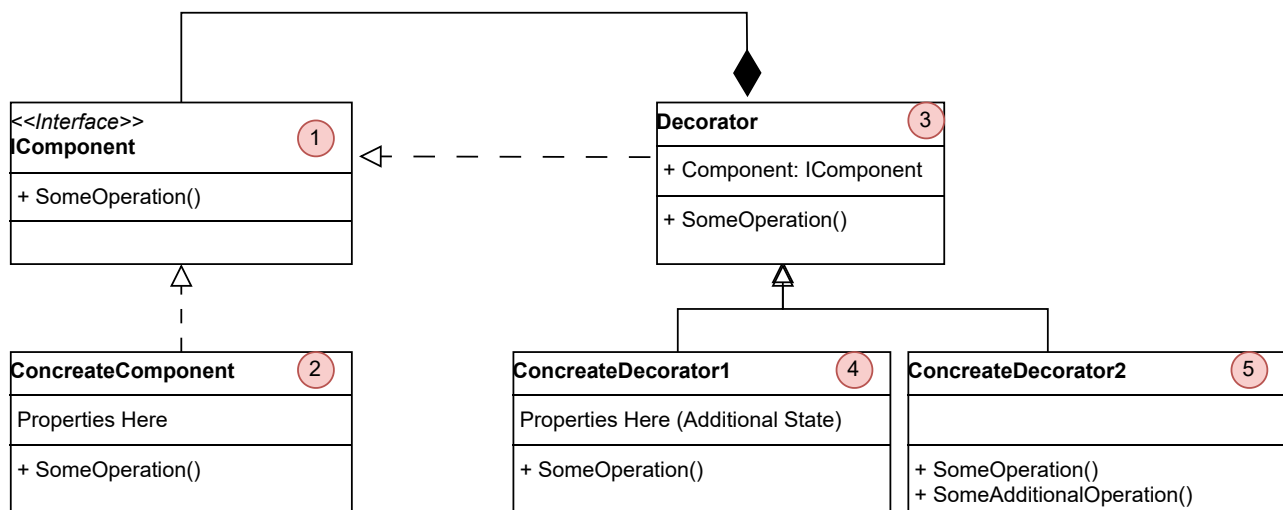 <<Interface>>
IComponent
1
+ SomeOperation()
Decorator
3
+ Component: IComponent
+ SomeOperation()
ConcreateComponent
2
Properties Here
+ SomeOperation()
ConcreateDecorator1
4
Properties Here (Additional State)
+ SomeOperation()
ConcreateDecorator2
5
+ SomeOperation()
+ SomeAdditionalOperation()